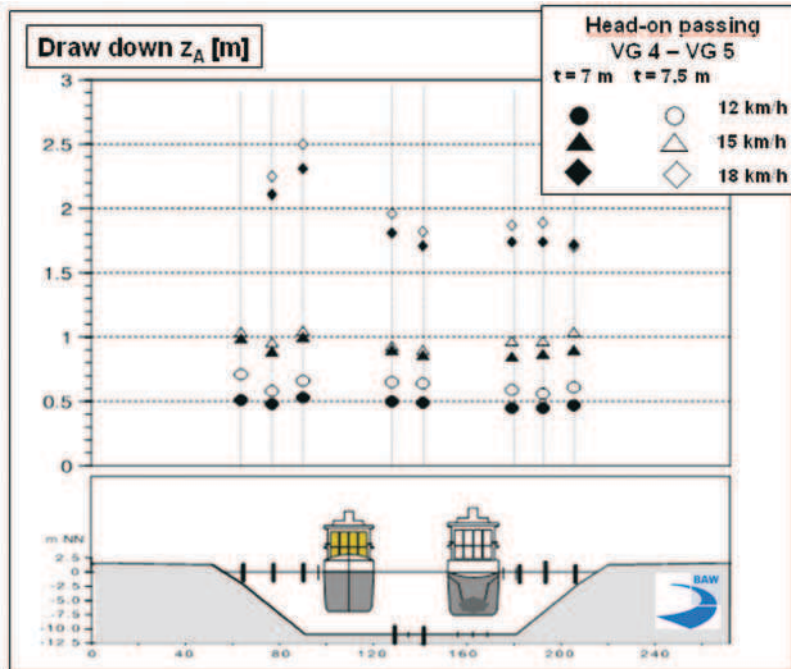 Draw down z_A [m]
Head-on passing
VG 4 – VG 5
t = 7 m t = 7,5 m
12 km/h
15 km/h
18 km/h
3
2.5
2
1.5
1
0.5
0
m NN
2.5
0
-2.5
-5.0
-7.5
-10.0
-12.5
0 40 80 120 160 200 240
BAW